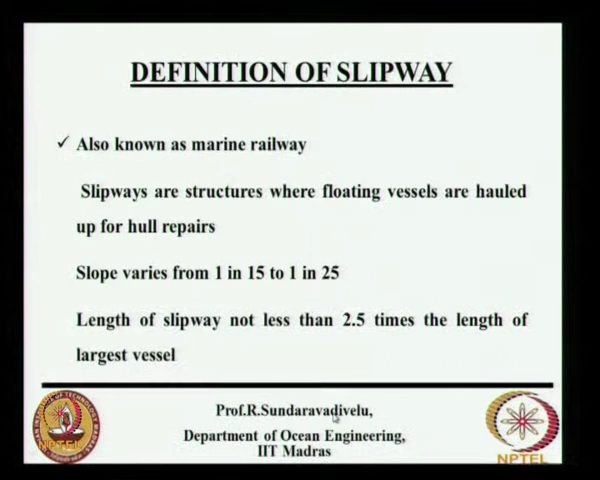 DEFINITION OF SLIPWAY
✓ Also known as marine railway
Slipways are structures where floating vessels are hauled
up for hull repairs
Slope varies from 1 in 15 to 1 in 25
Length of slipway not less than 2.5 times the length of
largest vessel
Prof.R.Sundaravadivelu,
Department of Ocean Engineering,
IIT Madras
NPTEL
NPTEL